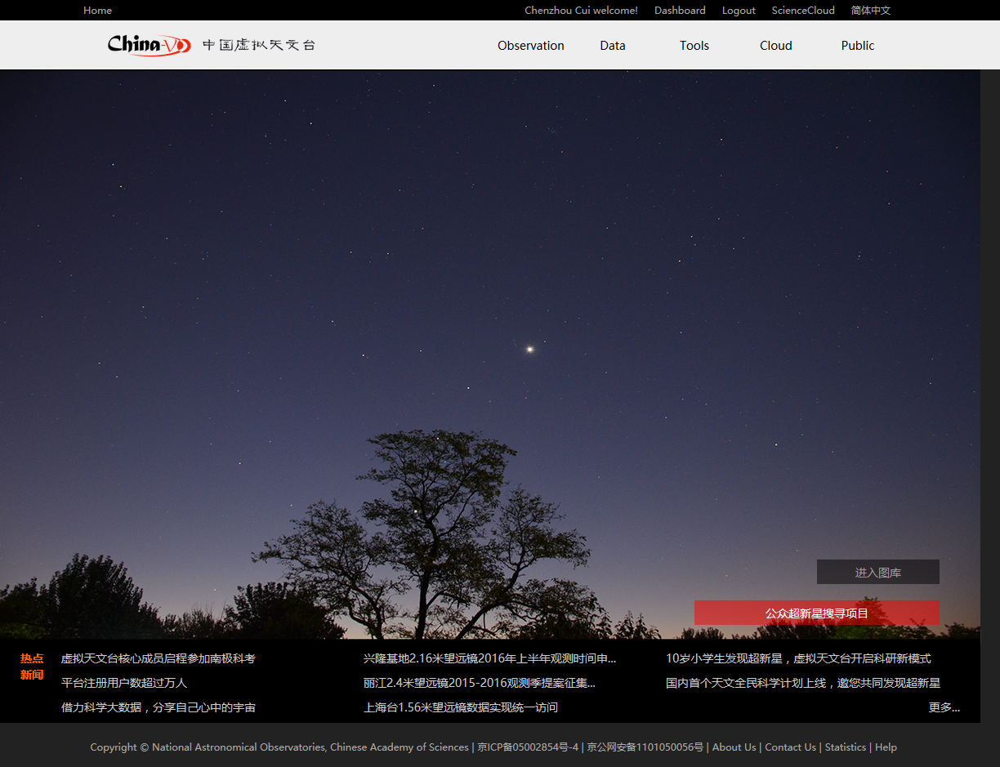 Home Chenzhou Cui welcome! Dashboard Logout ScienceCloud 简体中文
China-VO 中国虚拟天文台 Observation Data Tools Cloud Public
进入图库
公众超新星搜寻项目
热点 虚拟天文台核心成员启程参加南极科考 兴隆基地2.16米望远镜2016年上半年观测时间申... 10岁小学生发现超新星，虚拟天文台开启科研新模式
新闻 平台注册用户数超过万人 丽江2.4米望远镜2015-2016观测季提案征集... 国内首个天文全民科学计划上线，邀您共同发现超新星
借力科学大数据，分享自己心中的宇宙 上海台1.56米望远镜数据实现统一访问 更多...
Copyright © National Astronomical Observatories, Chinese Academy of Sciences | 京ICP备05002854号-4 | 京公网安备1101050056号 | About Us | Contact Us | Statistics | Help